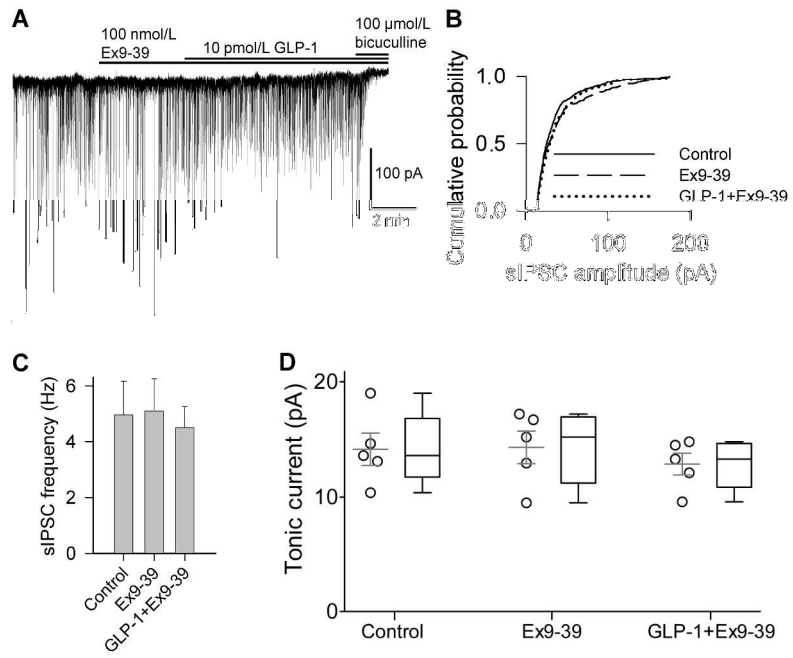 A
100 nmol/L
Ex9-39
10 pmol/L GLP-1
100 µmol/L
bicuculline
100 pA
2 min
B
Cumulative probability
1.0
0.5
0.0
Control
Ex9-39
GLP-1+Ex9-39
0 100 200
sIPSC amplitude (pA)
C
sIPSC frequency (Hz)
6
4
2
0
Control
Ex9-39
GLP-1+Ex9-39
D
Tonic current (pA)
20
10
0
Control Ex9-39 GLP-1+Ex9-39